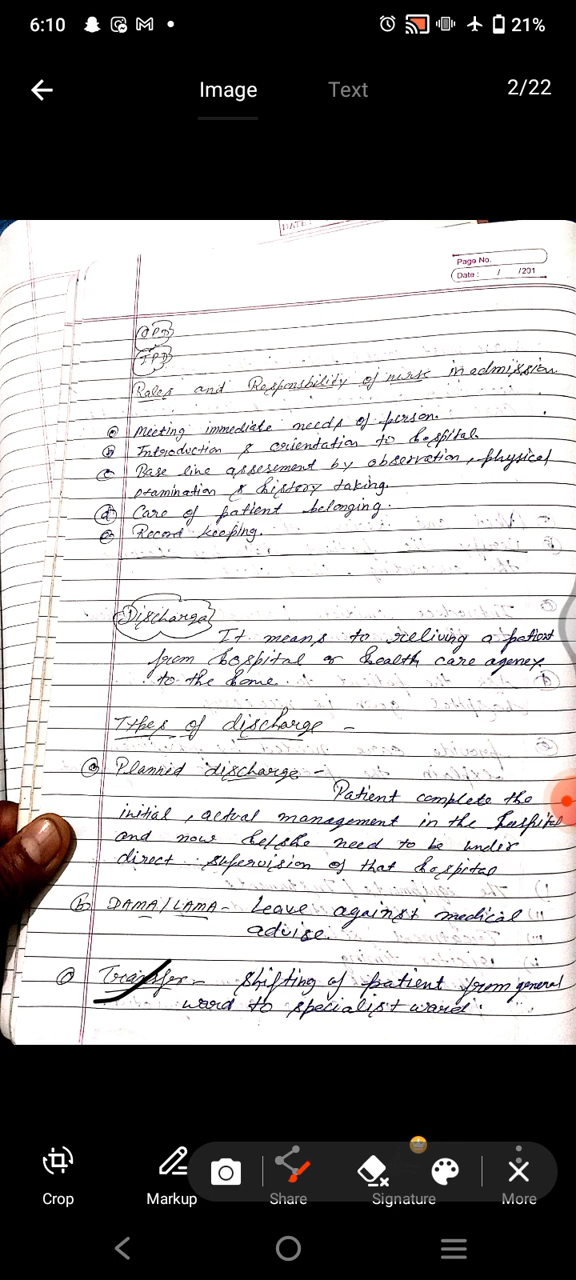 6:10 21%
Image Text 2/22
DATE:
Page No.
Date : / /201
OPD
IPD
Roles and Responsbility of nurse in admission
a Meeting immediate needs of person.
b Introduction & orientation to hospital
c Base line assesment by observation, physical
examination & history taking.
d Care of patient belonging.
e Record keeping.
Discharge
It means to reliving a patient
from hospital or health care agency
to the home.
Types of discharge -
a Planned discharge -
Patient complete the
initial, actual management in the hospital
and now he/she need to be under
direct supervision of that hospital
b DAMA/LAMA - Leave against medical
advise.
c Transfer - Shifting of patient from general
ward to specialist ward.
Crop Markup Share Signature More